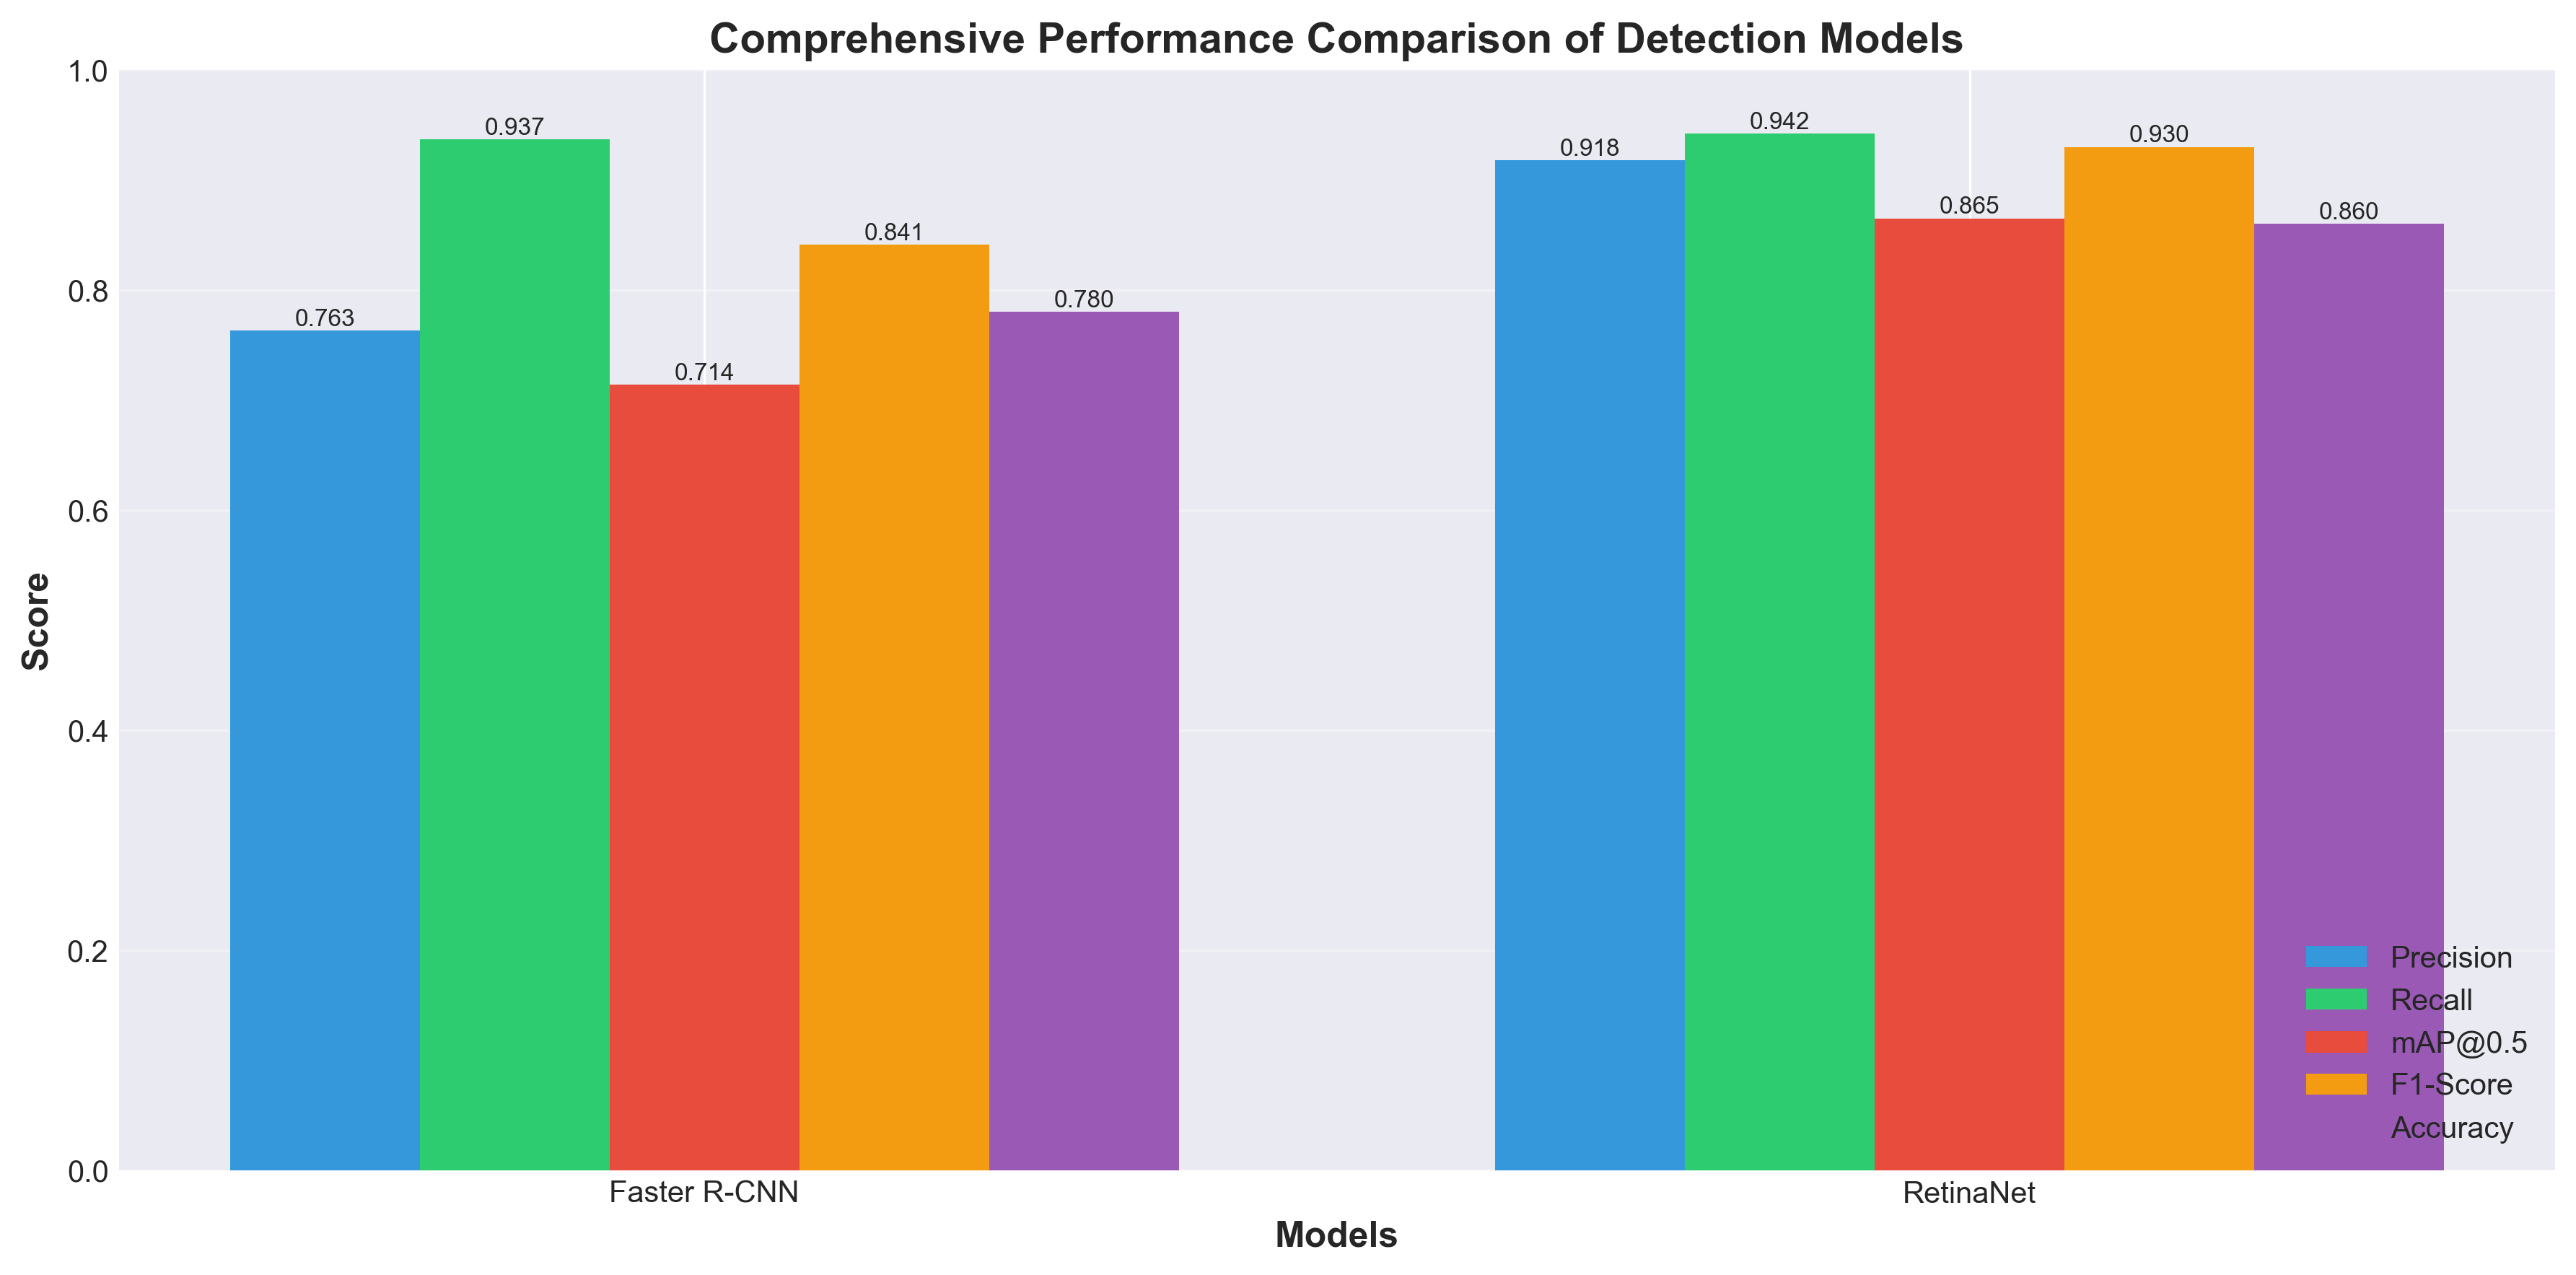 Comprehensive Performance Comparison of Detection Models
1.0
0.8
0.6
0.4
0.2
0.0
Score
0.763
0.937
0.714
0.841
0.780
0.918
0.942
0.865
0.930
0.860
Precision
Recall
mAP@0.5
F1-Score
Accuracy
Faster R-CNN
RetinaNet
Models